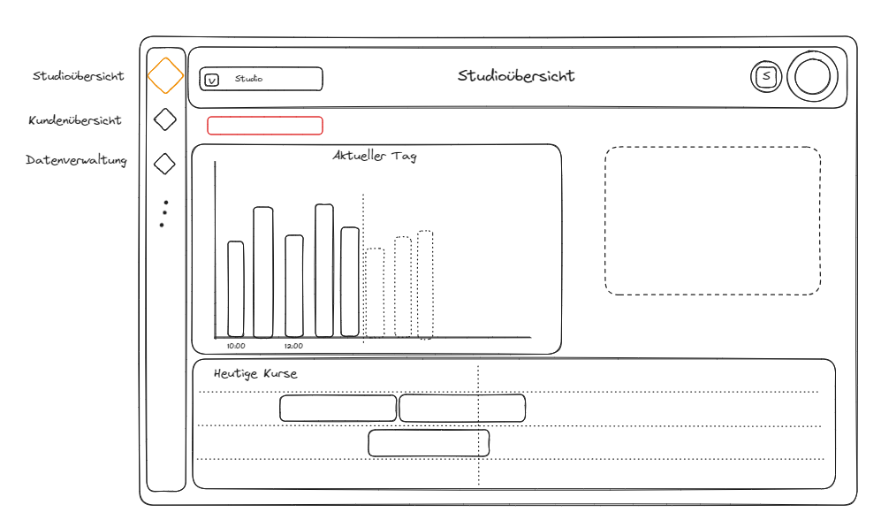 Studioübersicht
Kundenübersicht
Datenverwaltung
v
Studio
Studioübersicht
S
Aktueller Tag
10:00
12:00
Heutige Kurse